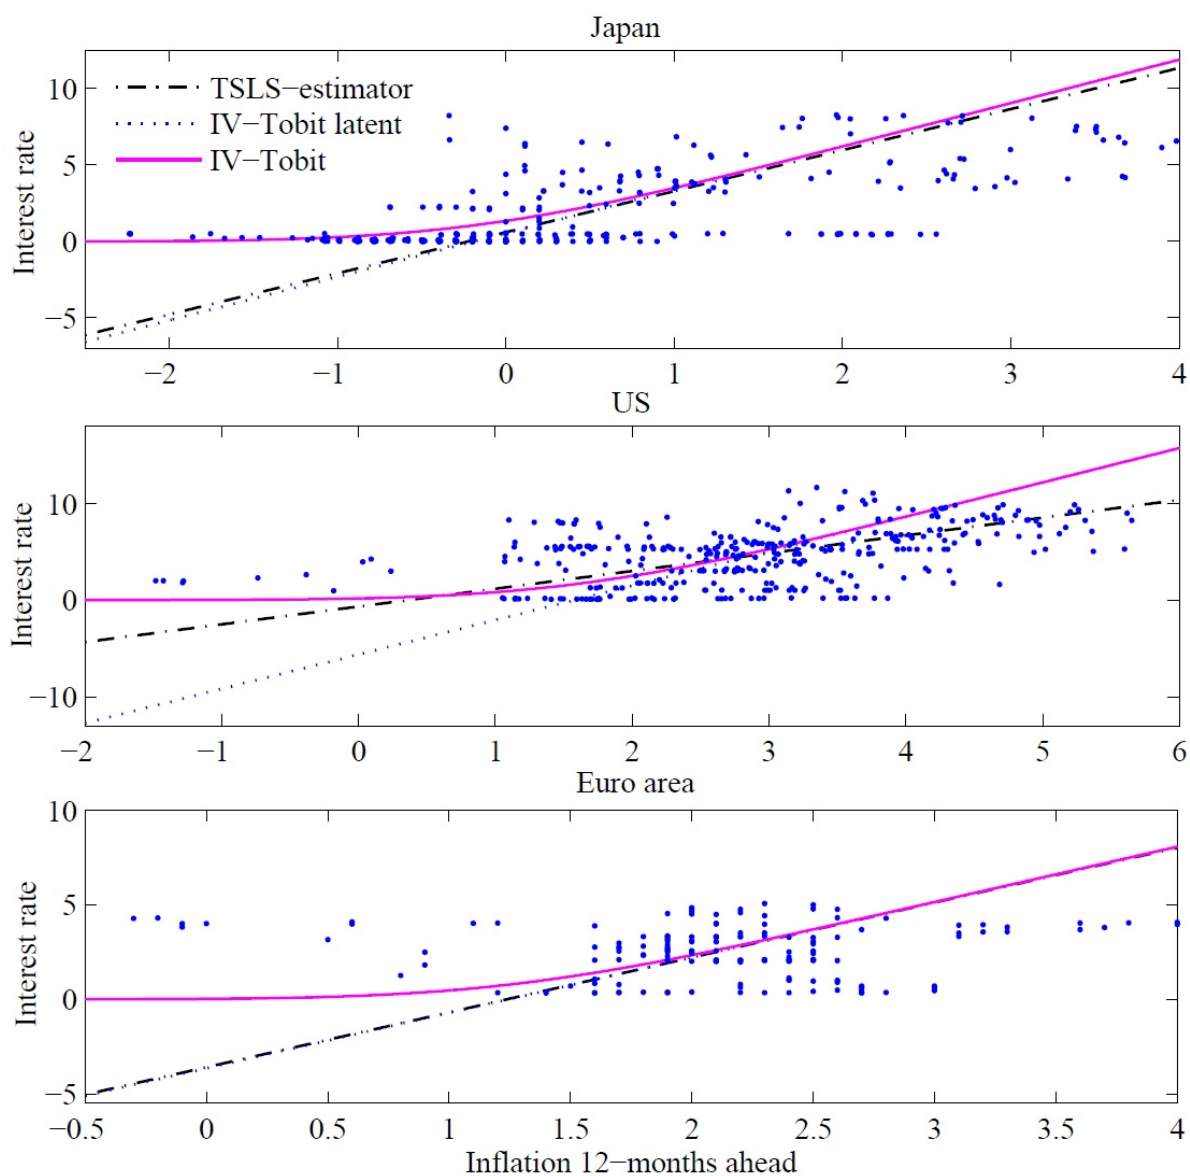 Japan
10
5
0
−5
Interest rate
TSLS−estimator
IV−Tobit latent
IV−Tobit
−2 −1 0 1 2 3 4
US
10
0
−10
Interest rate
−2 −1 0 1 2 3 4 5 6
Euro area
10
5
0
−5
Interest rate
−0.5 0 0.5 1 1.5 2 2.5 3 3.5 4
Inflation 12−months ahead